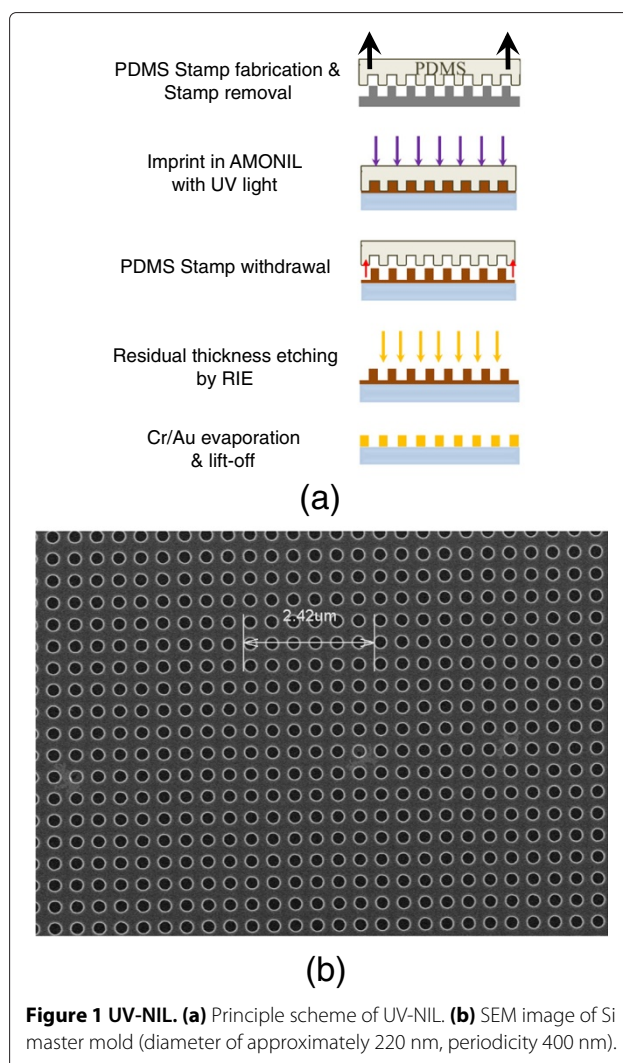 PDMS Stamp fabrication &
Stamp removal
PDMS
Imprint in AMONIL
with UV light
PDMS Stamp withdrawal
Residual thickness etching
by RIE
Cr/Au evaporation
& lift-off
(a)
2.42um
(b)
Figure 1 UV-NIL. (a) Principle scheme of UV-NIL. (b) SEM image of Si
master mold (diameter of approximately 220 nm, periodicity 400 nm).